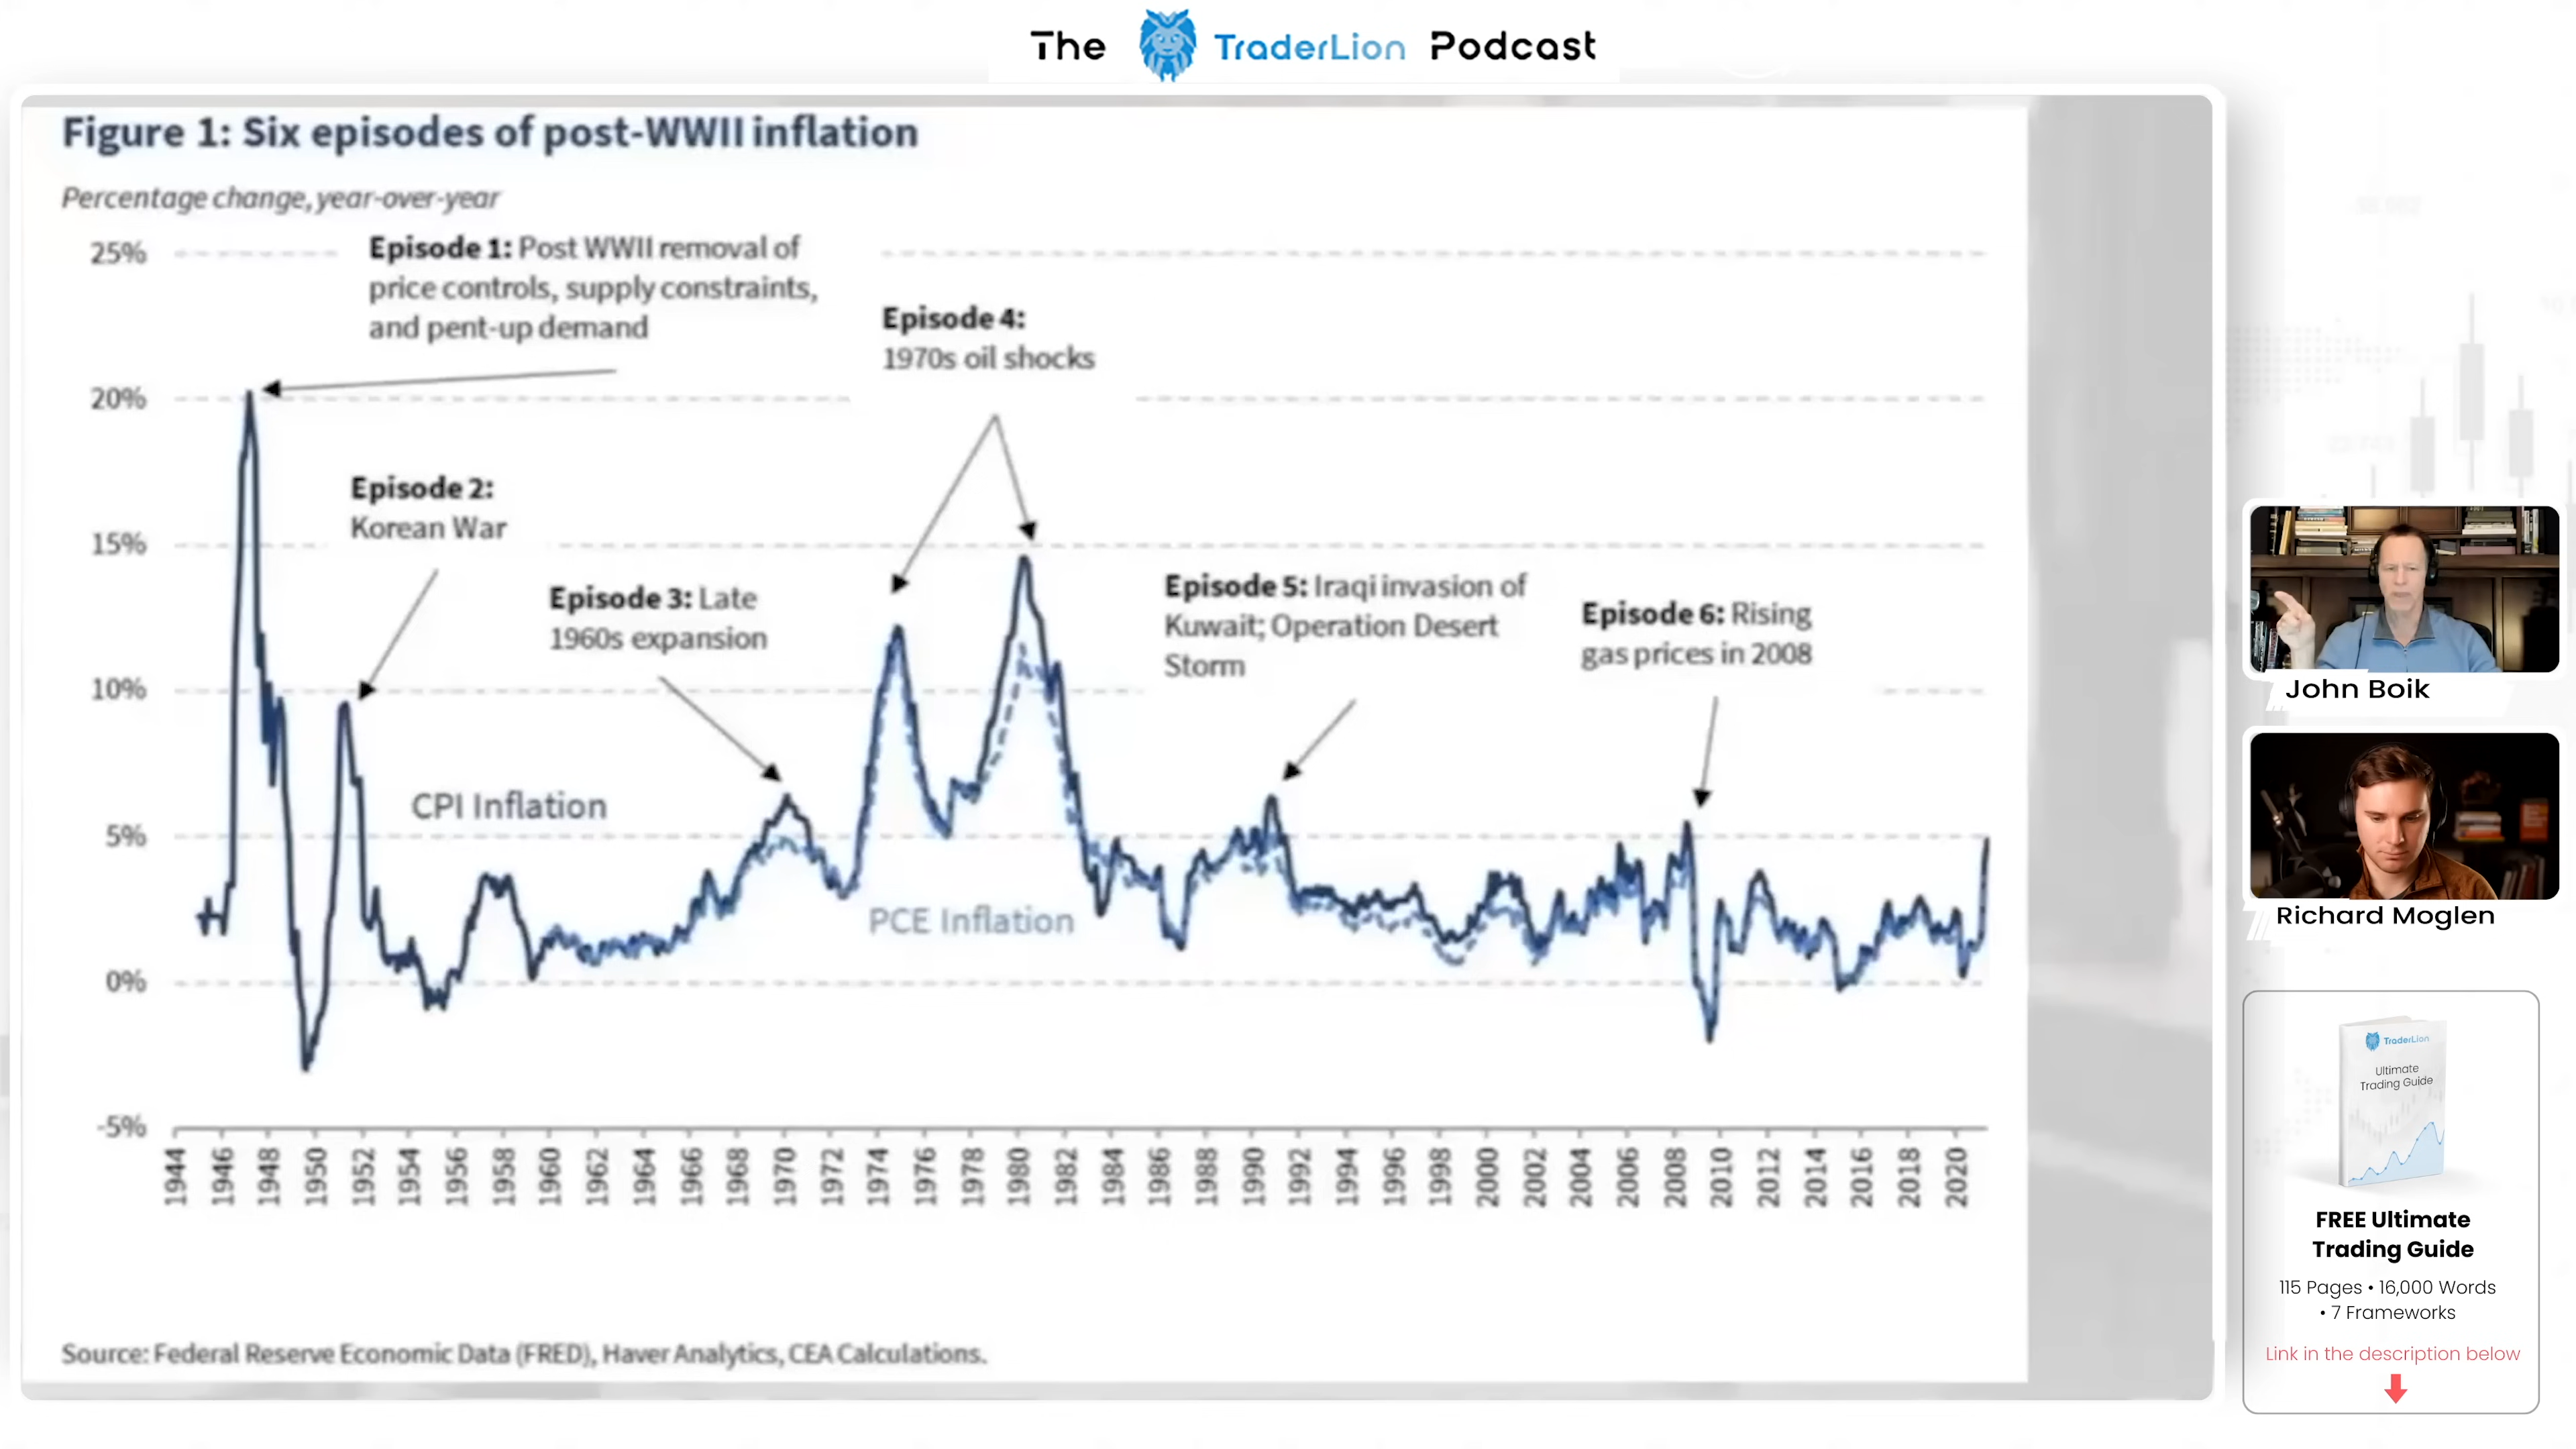 The TraderLion Podcast
Figure 1: Six episodes of post-WWII inflation
Percentage change, year-over-year
25%
20%
15%
10%
5%
0%
-5%
Episode 1: Post WWII removal of
price controls, supply constraints,
and pent-up demand
Episode 2:
Korean War
Episode 3: Late
1960s expansion
Episode 4:
1970s oil shocks
Episode 5: Iraqi invasion of
Kuwait; Operation Desert
Storm
Episode 6: Rising
gas prices in 2008
CPI Inflation
PCE Inflation
1944
1946
1948
1950
1952
1954
1956
1958
1960
1962
1964
1966
1968
1970
1972
1974
1976
1978
1980
1982
1984
1986
1988
1990
1992
1994
1996
1998
2000
2002
2004
2006
2008
2010
2012
2014
2016
2018
2020
Source: Federal Reserve Economic Data (FRED), Haver Analytics, CEA Calculations.
John Boik
Richard Moglen
TraderLion
Ultimate
Trading Guide
FREE Ultimate
Trading Guide
115 Pages • 16,000 Words
• 7 Frameworks
Link in the description below